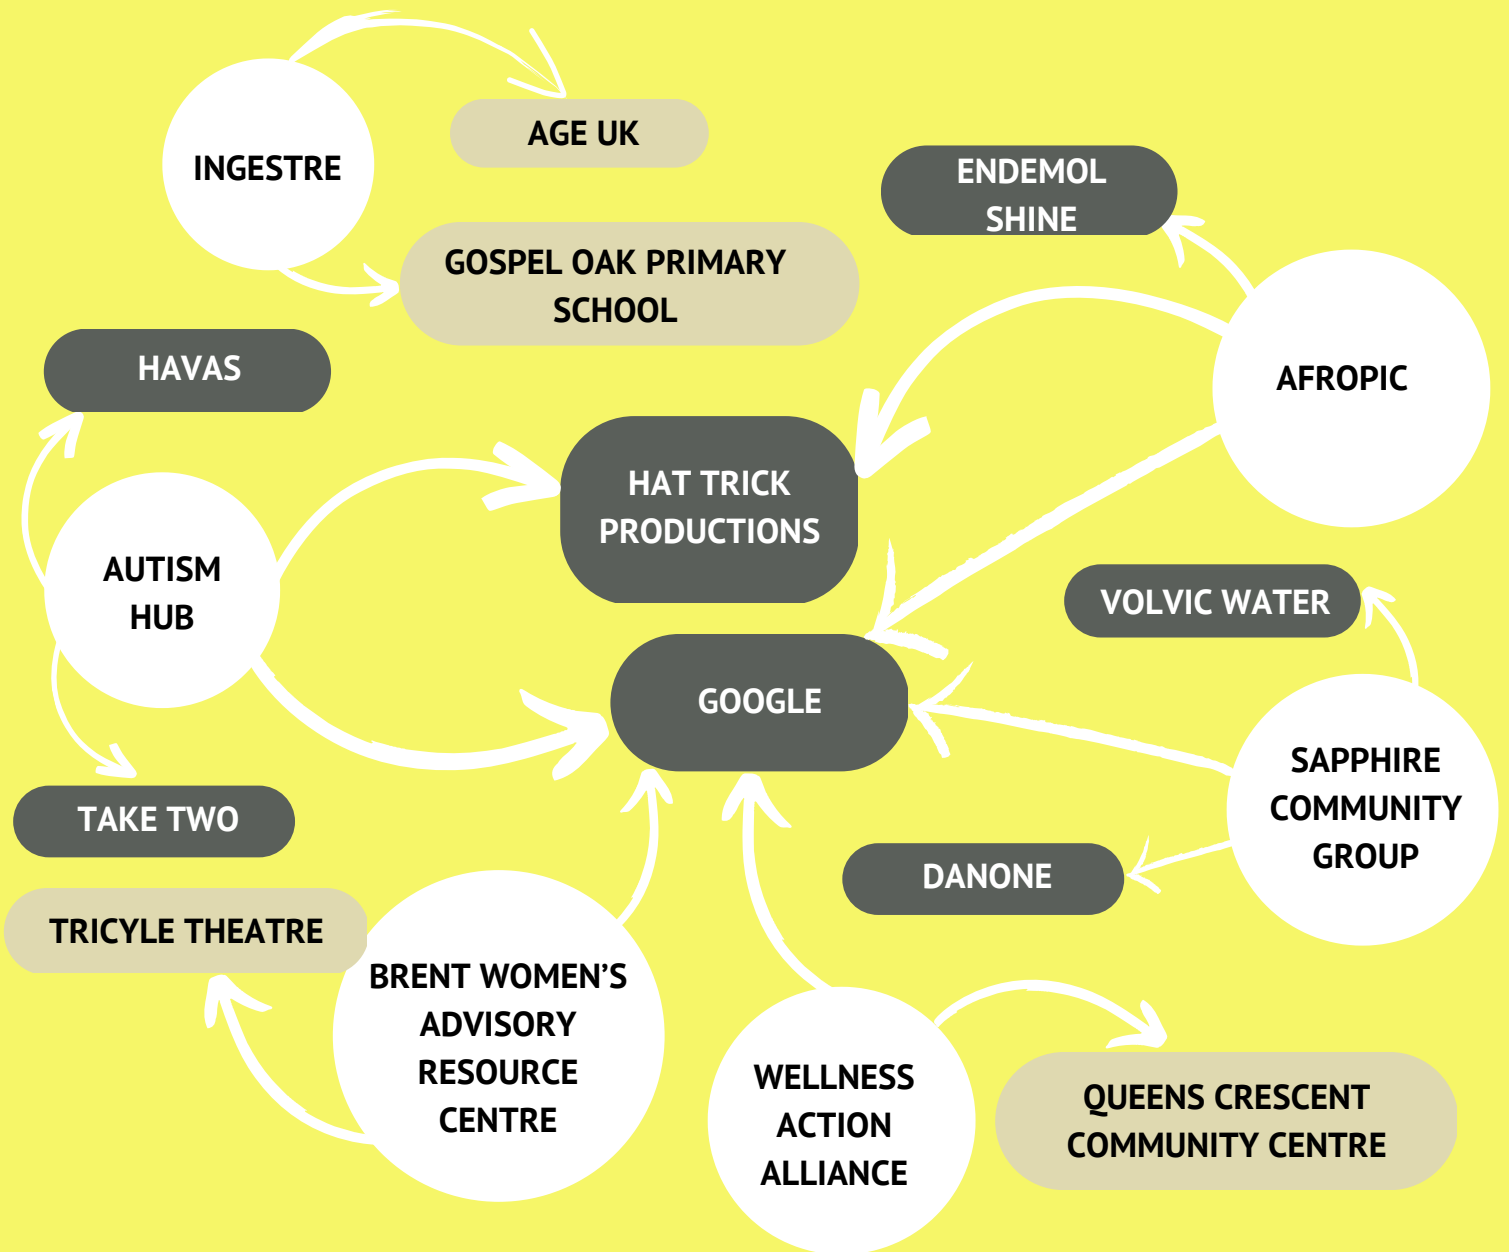 INGESTRE
AGE UK
GOSPEL OAK PRIMARY
SCHOOL
ENDEMOL
SHINE
AFROPIC
HAVAS
HAT TRICK
PRODUCTIONS
AUTISM
HUB
VOLVIC WATER
GOOGLE
SAPPHIRE
COMMUNITY
GROUP
TAKE TWO
DANONE
TRICYLE THEATRE
BRENT WOMEN’S
ADVISORY
RESOURCE
CENTRE
WELLNESS
ACTION
ALLIANCE
QUEENS CRESCENT
COMMUNITY CENTRE